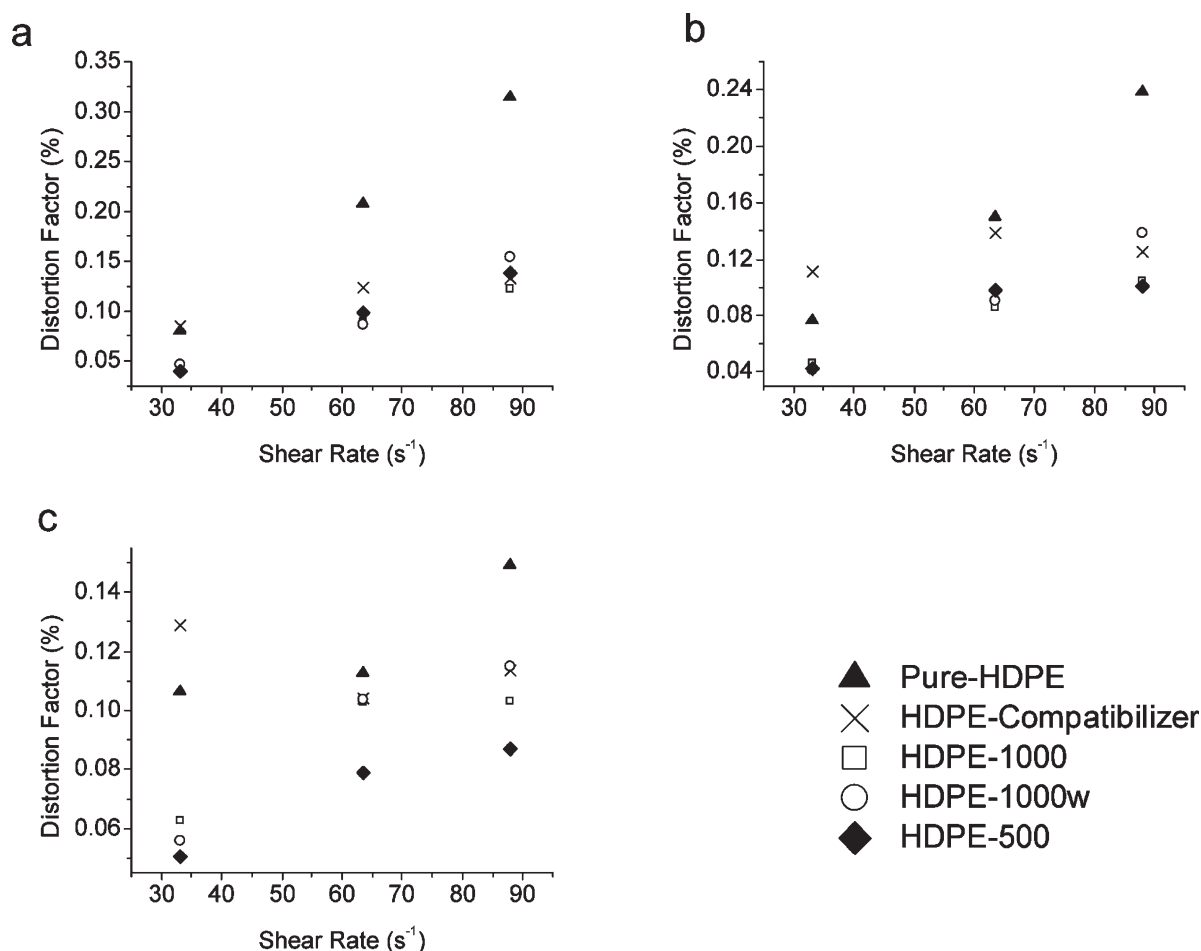 a
0.35
0.30
0.25
0.20
0.15
0.10
0.05
Distortion Factor (%)
30 40 50 60 70 80 90
Shear Rate (s⁻¹)
b
0.24
0.20
0.16
0.12
0.08
0.04
Distortion Factor (%)
30 40 50 60 70 80 90
Shear Rate (s⁻¹)
c
0.14
0.12
0.10
0.08
0.06
Distortion Factor (%)
30 40 50 60 70 80 90
Shear Rate (s⁻¹)
Pure-HDPE
HDPE-Compatibilizer
HDPE-1000
HDPE-1000w
HDPE-500